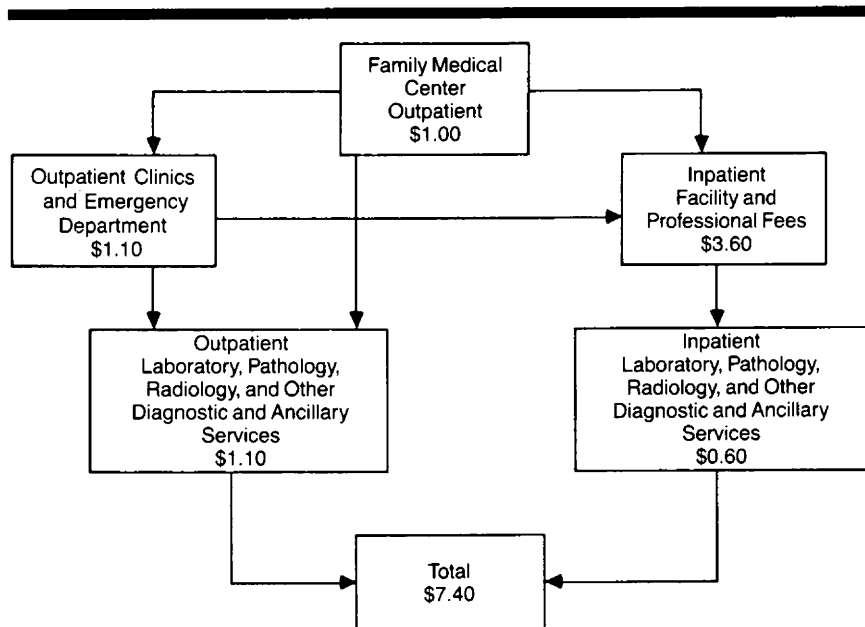 Family Medical
Center
Outpatient
$1.00
Outpatient Clinics
and Emergency
Department
$1.10
Inpatient
Facility and
Professional Fees
$3.60
Outpatient
Laboratory, Pathology,
Radiology, and Other
Diagnostic and Ancillary
Services
$1.10
Inpatient
Laboratory, Pathology,
Radiology, and Other
Diagnostic and Ancillary
Services
$0.60
Total
$7.40